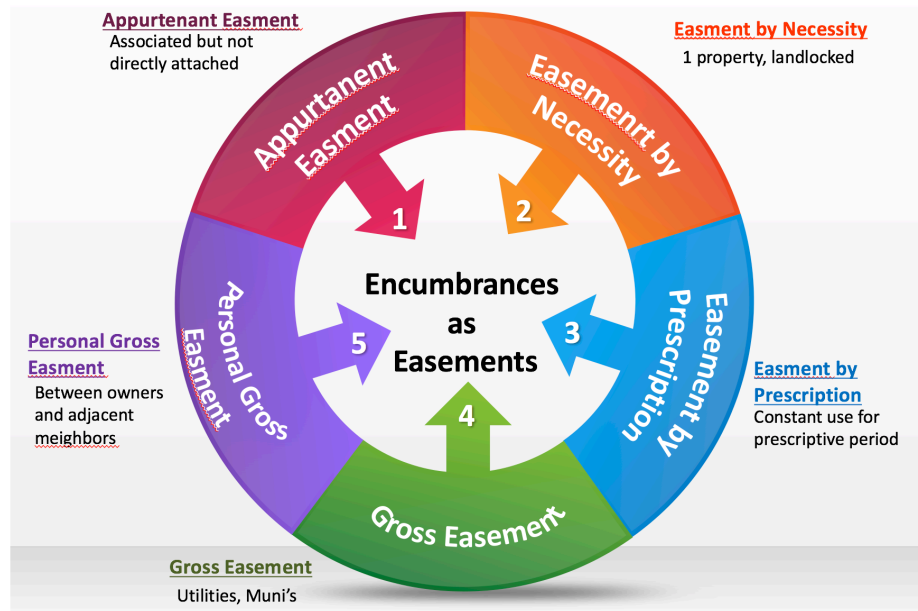 Appurtenant Easment
Associated but not
directly attached
Easment by Necessity
1 property, landlocked
Appurtanent
Easment
Easemenrt by
Necessity
1
2
Encumbrances
as
Easements
Personal Gross
Easment
5
3
Easement by
Prescription
4
Personal Gross
Easment
Between owners
and adjacent
meighbors
Easment by
Prescription
Constant use for
prescriptive period
Gross Easement
Gross Easement
Utilities, Muni’s